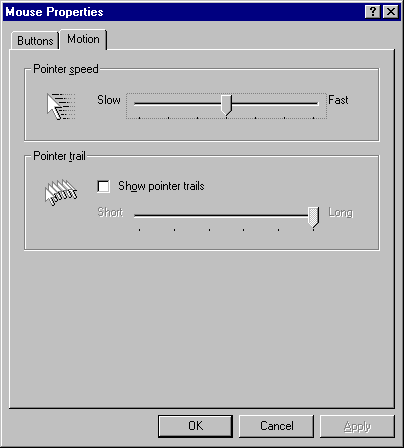 Mouse Properties
Buttons Motion
Pointer speed
Slow Fast
Pointer trail
Show pointer trails
Short Long
OK Cancel Apply